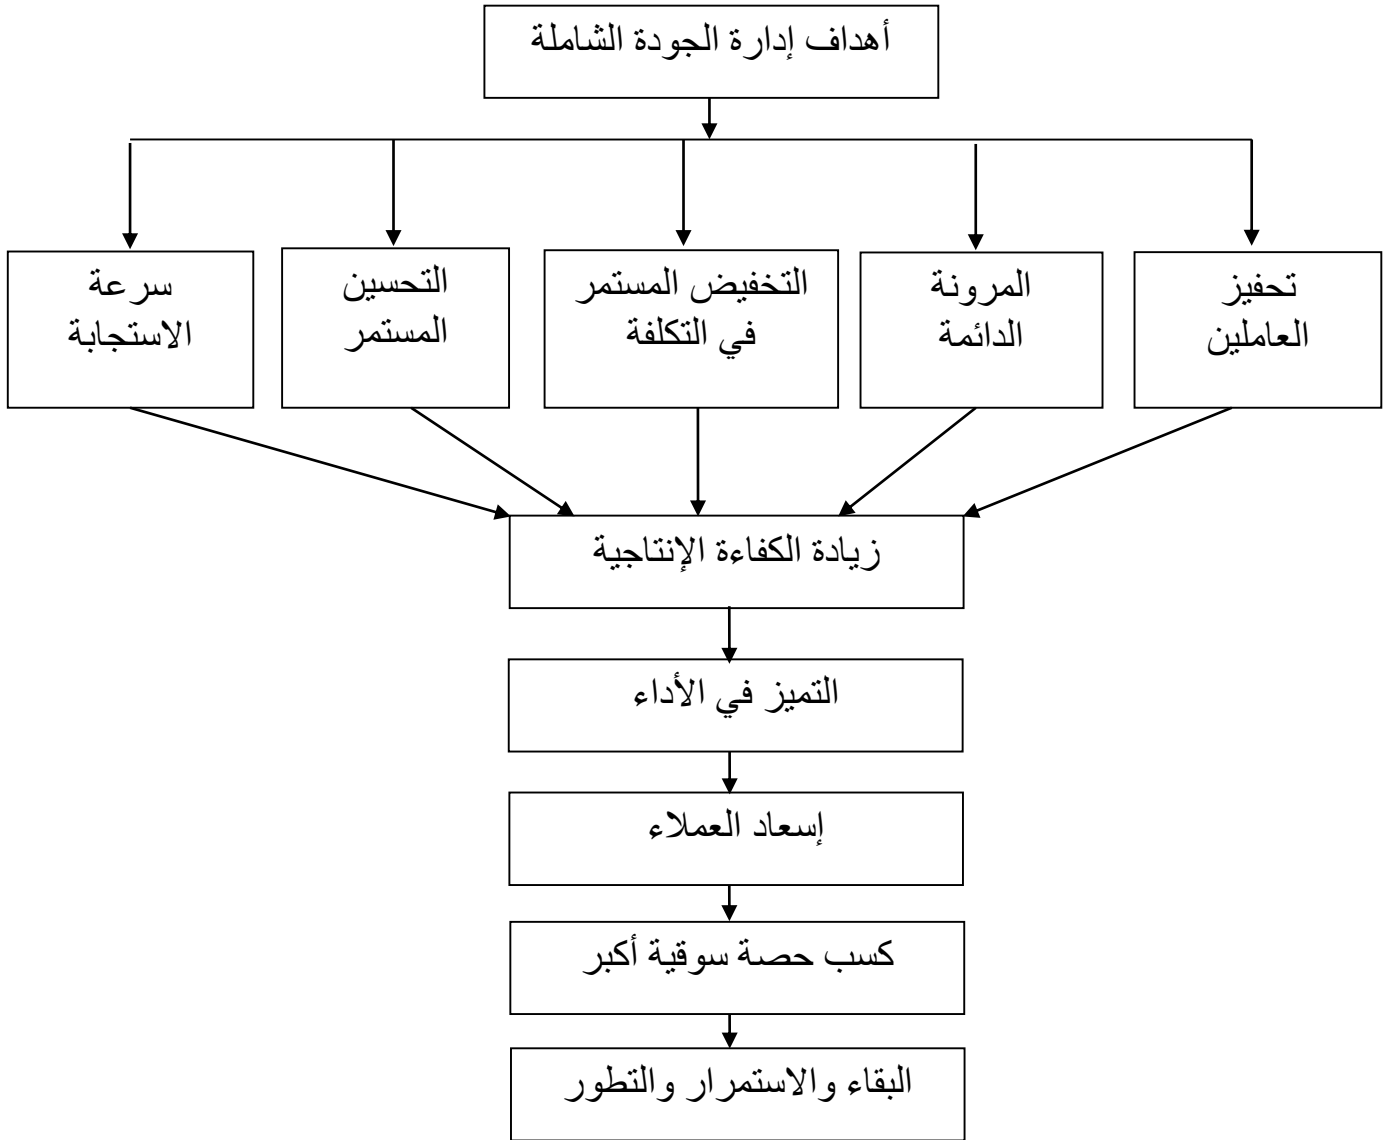 أهداف إدارة الجودة الشاملة
تحفيز
العاملين
المرونة
الدائمة
التخفيض المستمر
في التكلفة
التحسين
المستمر
سرعة
الاستجابة
زيادة الكفاءة الإنتاجية
التميز في الأداء
إسعاد العملاء
كسب حصة سوقية أكبر
البقاء والاستمرار والتطور